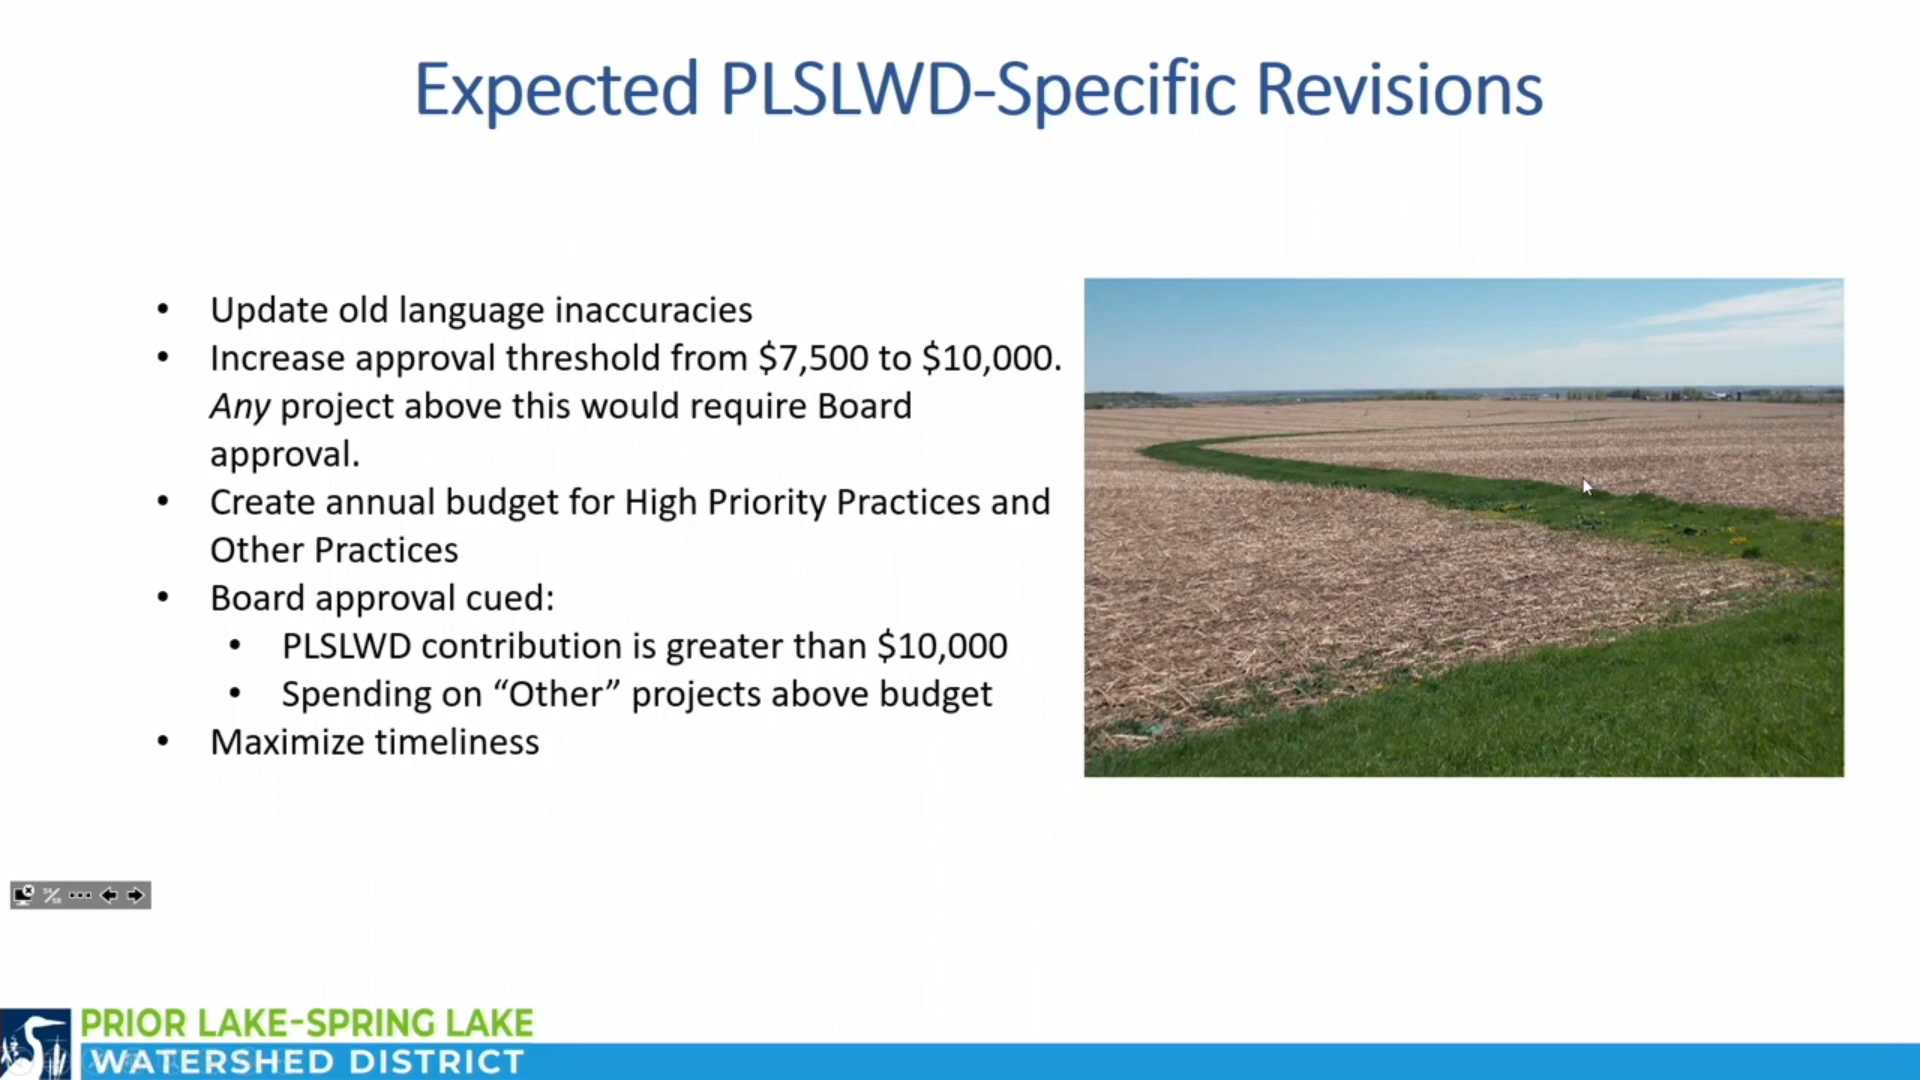 Expected PLSLWD-Specific Revisions
• Update old language inaccuracies
• Increase approval threshold from $7,500 to $10,000.
Any project above this would require Board
approval.
• Create annual budget for High Priority Practices and
Other Practices
• Board approval cued:
• PLSLWD contribution is greater than $10,000
• Spending on “Other” projects above budget
• Maximize timeliness
PRIOR LAKE-SPRING LAKE
WATERSHED DISTRICT